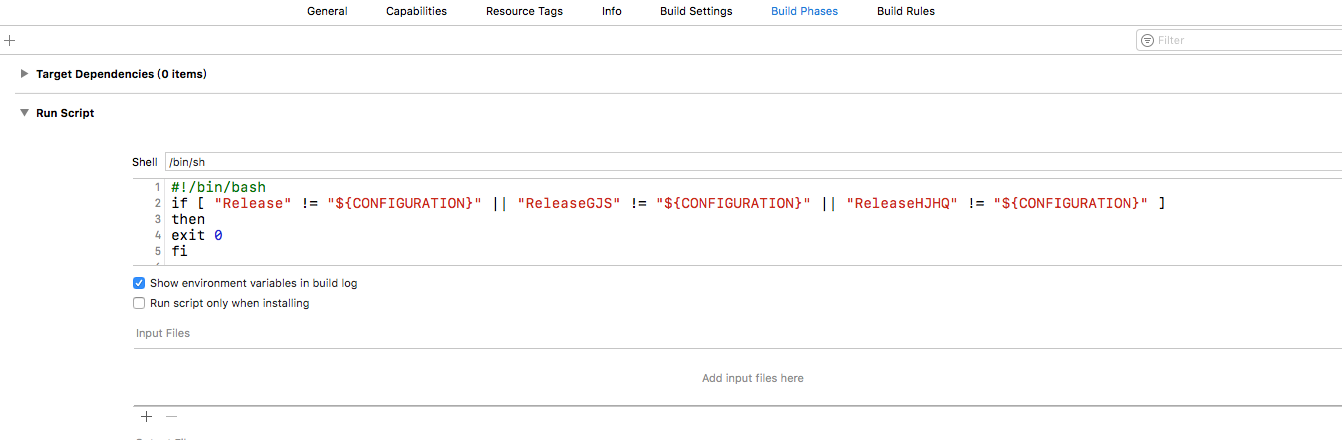 General Capabilities Resource Tags Info Build Settings Build Phases Build Rules
Filter
Target Dependencies (0 items)
Run Script
Shell /bin/sh
1 #!/bin/bash
2 if [ "Release" != "${CONFIGURATION}" || "ReleaseGJS" != "${CONFIGURATION}" || "ReleaseHJHQ" != "${CONFIGURATION}" ]
3 then
4 exit 0
5 fi
Show environment variables in build log
Run script only when installing
Input Files
Add input files here